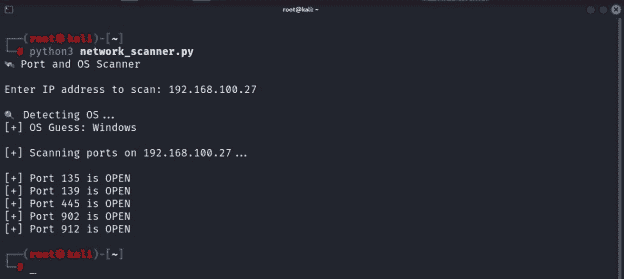 root@kali: ~
┌──(root㉿kali)-[~]
└─# python3 network_scanner.py
Port and OS Scanner
Enter IP address to scan: 192.168.100.27
Detecting OS...
[+] OS Guess: Windows
[+] Scanning ports on 192.168.100.27...
[+] Port 135 is OPEN
[+] Port 139 is OPEN
[+] Port 445 is OPEN
[+] Port 902 is OPEN
[+] Port 912 is OPEN
┌──(root㉿kali)-[~]
└─# _